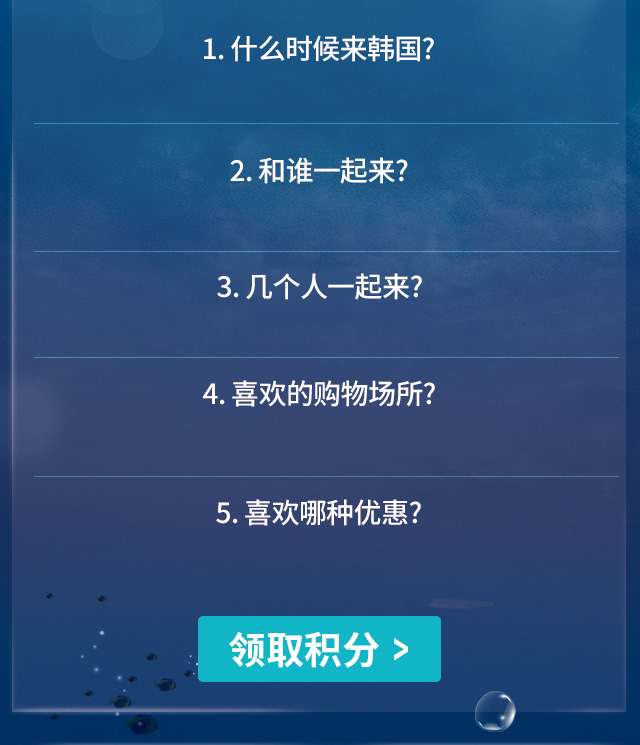 1. 什么时候来韩国?
2. 和谁一起来?
3. 几个人一起来?
4. 喜欢的购物场所?
5. 喜欢哪种优惠?
领取积分 >